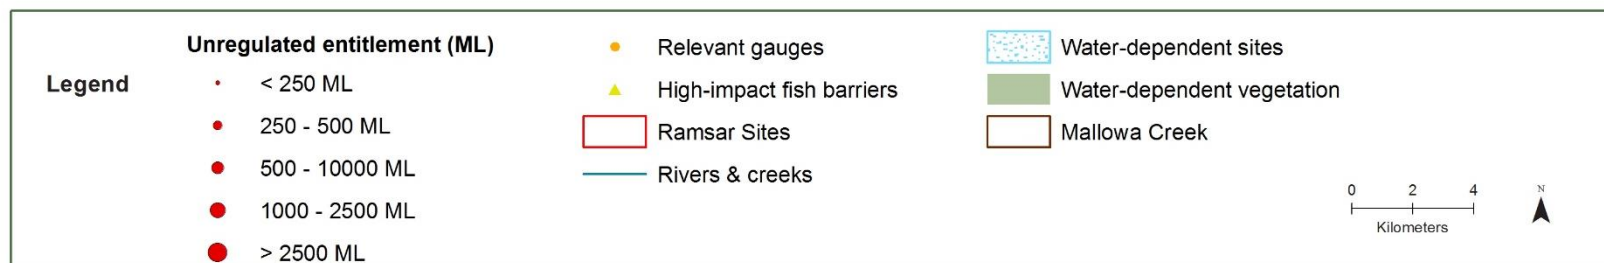 Legend
Unregulated entitlement (ML)
< 250 ML
250 - 500 ML
500 - 10000 ML
1000 - 2500 ML
> 2500 ML
Relevant gauges
High-impact fish barriers
Ramsar Sites
Rivers & creeks
Water-dependent sites
Water-dependent vegetation
Mallowa Creek
0 2 4
Kilometers
N